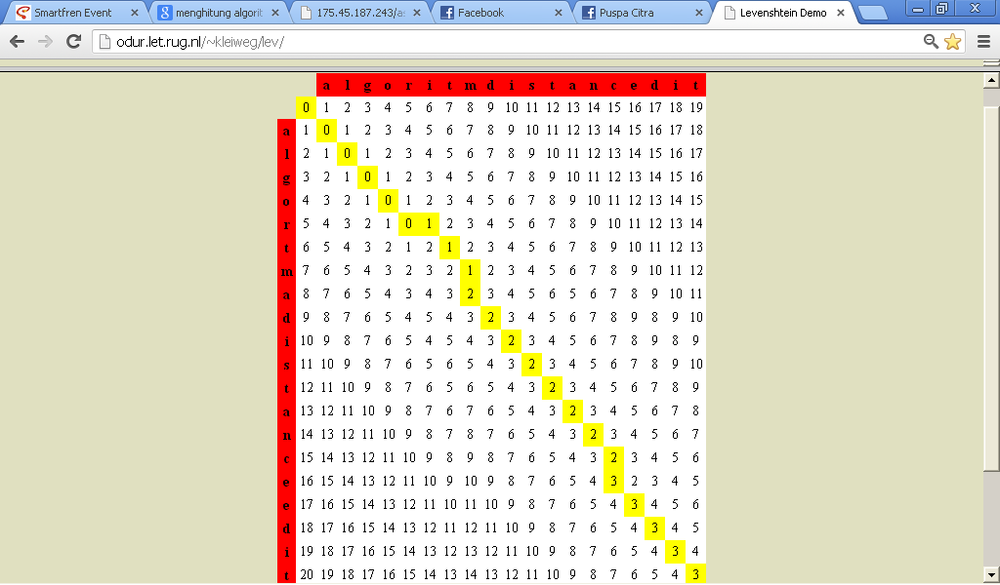 Smartfren Event
menghitung algorit
175.45.187.243/a
Facebook
Puspa Citra
Levenshtein Demo
odur.let.rug.nl/~kleiweg/lev/
a l g o r i t m d i s t a n c e d i t
0 1 2 3 4 5 6 7 8 9 10 11 12 13 14 15 16 17 18 19
a 1 0 1 2 3 4 5 6 7 8 9 10 11 12 13 14 15 16 17 18
l 2 1 0 1 2 3 4 5 6 7 8 9 10 11 12 13 14 15 16 17
g 3 2 1 0 1 2 3 4 5 6 7 8 9 10 11 12 13 14 15 16
o 4 3 2 1 0 1 2 3 4 5 6 7 8 9 10 11 12 13 14 15
r 5 4 3 2 1 0 1 2 3 4 5 6 7 8 9 10 11 12 13 14
t 6 5 4 3 2 1 2 1 2 3 4 5 6 7 8 9 10 11 12 13
m 7 6 5 4 3 2 3 2 1 2 3 4 5 6 7 8 9 10 11 12
a 8 7 6 5 4 3 4 3 2 3 4 5 6 5 6 7 8 9 10 11
d 9 8 7 6 5 4 5 4 3 2 3 4 5 6 7 8 9 8 9 10
i 10 9 8 7 6 5 4 5 4 3 2 3 4 5 6 7 8 9 8 9
s 11 10 9 8 7 6 5 6 5 4 3 2 3 4 5 6 7 8 9 10
t 12 11 10 9 8 7 6 5 6 5 4 3 2 3 4 5 6 7 8 9
a 13 12 11 10 9 8 7 6 7 6 5 4 3 2 3 4 5 6 7 8
n 14 13 12 11 10 9 8 7 8 7 6 5 4 3 2 3 4 5 6 7
c 15 14 13 12 11 10 9 8 9 8 7 6 5 4 3 2 3 4 5 6
e 16 15 14 13 12 11 10 9 10 9 8 7 6 5 4 3 2 3 4 5
e 17 16 15 14 13 12 11 10 11 10 9 8 7 6 5 4 3 4 5 6
d 18 17 16 15 14 13 12 11 12 11 10 9 8 7 6 5 4 3 4 5
i 19 18 17 16 15 14 13 12 13 12 11 10 9 8 7 6 5 4 3 4
t 20 19 18 17 16 15 14 13 14 13 12 11 10 9 8 7 6 5 4 3